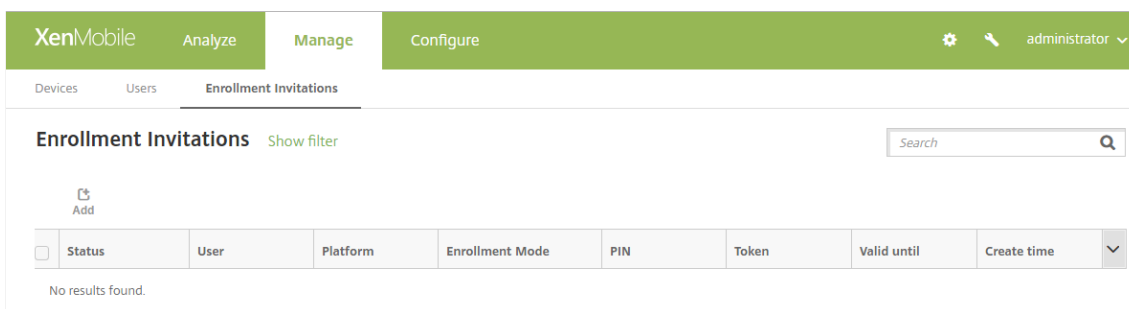 XenMobile Analyze Manage Configure administrator
Devices Users Enrollment Invitations
Enrollment Invitations Show filter Search
Add
Status User Platform Enrollment Mode PIN Token Valid until Create time
No results found.